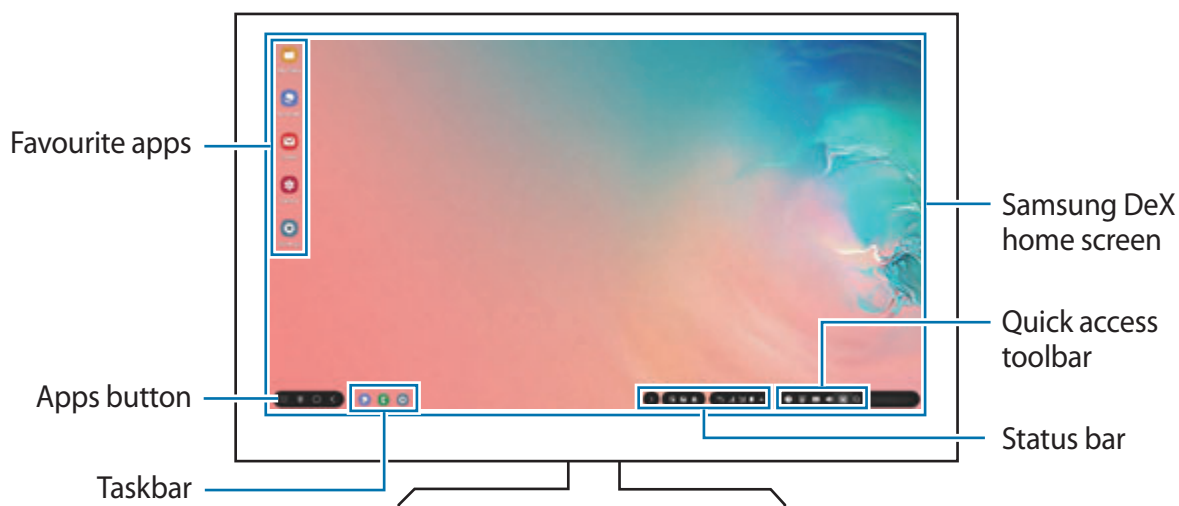 Favourite apps
Samsung DeX
home screen
Quick access
toolbar
Apps button
Status bar
Taskbar